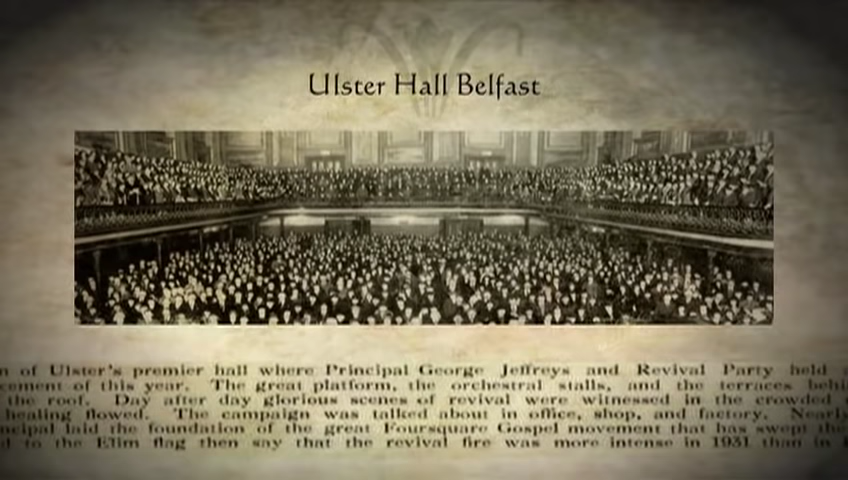 Ulster Hall Belfast
n of Ulster's premier hall where Principal George Jeffreys and Revival Party held
cement of this year. The great platform, the orchestral stalls, and the terraces behi
the roof. Day after day glorious scenes of revival were witnessed in the crowded
healing flowed. The campaign was talked about in office, shop, and factory. Nearly
ncipal laid the foundation of the great Foursquare Gospel movement that has swept the
d to the Elim flag then say that the revival fire was more intense in 1931 than in